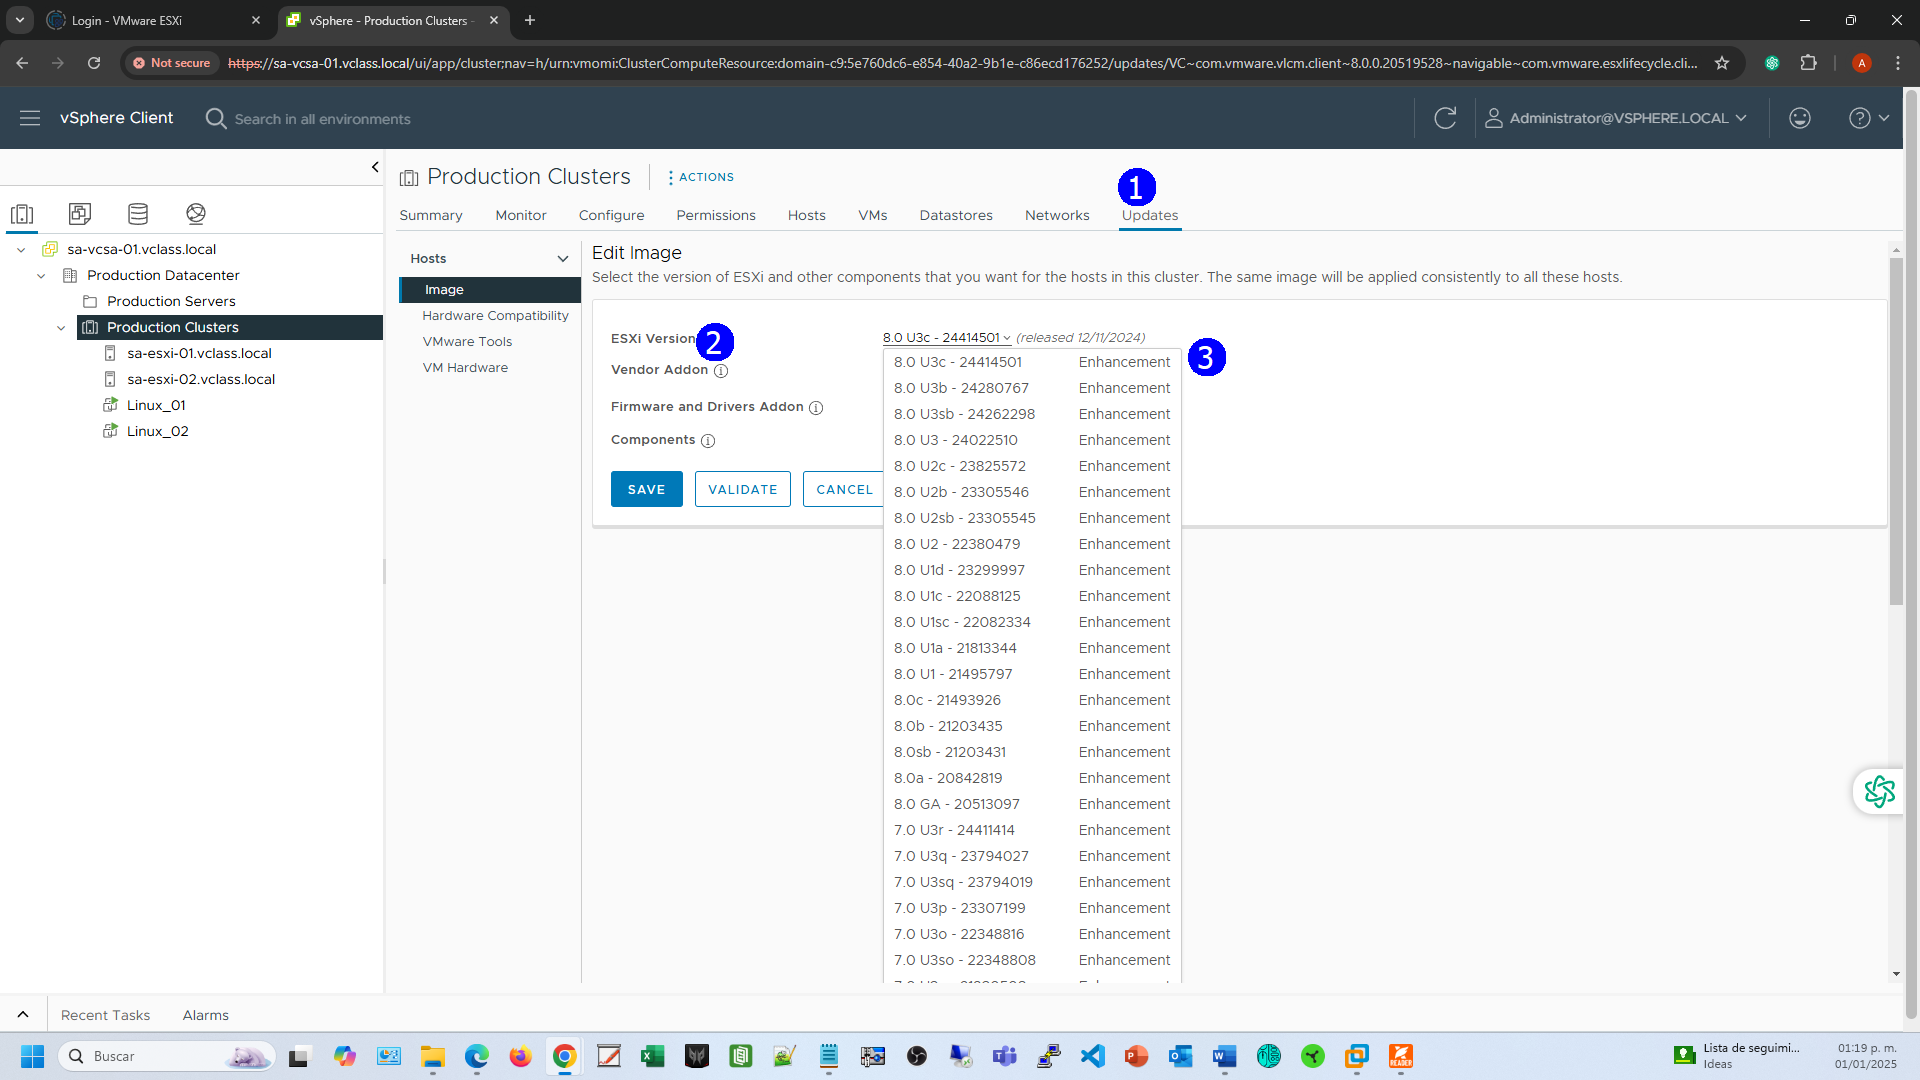 Login - VMware ESXi
vSphere - Production Clusters -
Not secure
https://sa-vcsa-01.vclass.local/ui/app/cluster;nav=h/urn:vmomi:ClusterComputeResource:domain-c9:5e760dc6-e854-40a2-9b1e-c86ecd176252/updates/VC~com.vmware.vlcm.client~8.0.0.20519528~navigable~com.vmware.esxlifecycle.cli...
A
vSphere Client
Search in all environments
Administrator@VSPHERE.LOCAL
Production Clusters
ACTIONS
1
Summary
Monitor
Configure
Permissions
Hosts
VMs
Datastores
Networks
Updates
sa-vcsa-01.vclass.local
Production Datacenter
Production Servers
Production Clusters
sa-esxi-01.vclass.local
sa-esxi-02.vclass.local
Linux_01
Linux_02
Hosts
Image
Hardware Compatibility
VMware Tools
VM Hardware
Edit Image
Select the version of ESXi and other components that you want for the hosts in this cluster. The same image will be applied consistently to all these hosts.
ESXi Version
2
8.0 U3c - 24414501 (released 12/11/2024)
3
Vendor Addon
Firmware and Drivers Addon
Components
SAVE
VALIDATE
CANCEL
8.0 U3c - 24414501 Enhancement
8.0 U3b - 24280767 Enhancement
8.0 U3sb - 24262298 Enhancement
8.0 U3 - 24022510 Enhancement
8.0 U2c - 23825572 Enhancement
8.0 U2b - 23305546 Enhancement
8.0 U2sb - 23305545 Enhancement
8.0 U2 - 22380479 Enhancement
8.0 U1d - 23299997 Enhancement
8.0 U1c - 22088125 Enhancement
8.0 U1sc - 22082334 Enhancement
8.0 U1a - 21813344 Enhancement
8.0 U1 - 21495797 Enhancement
8.0c - 21493926 Enhancement
8.0b - 21203435 Enhancement
8.0sb - 21203431 Enhancement
8.0a - 20842819 Enhancement
8.0 GA - 20513097 Enhancement
7.0 U3r - 24411414 Enhancement
7.0 U3q - 23794027 Enhancement
7.0 U3sq - 23794019 Enhancement
7.0 U3p - 23307199 Enhancement
7.0 U3o - 22348816 Enhancement
7.0 U3so - 22348808 Enhancement
Recent Tasks
Alarms
Buscar
READER
Lista de seguimi...
Ideas
01:19 p. m.
01/01/2025